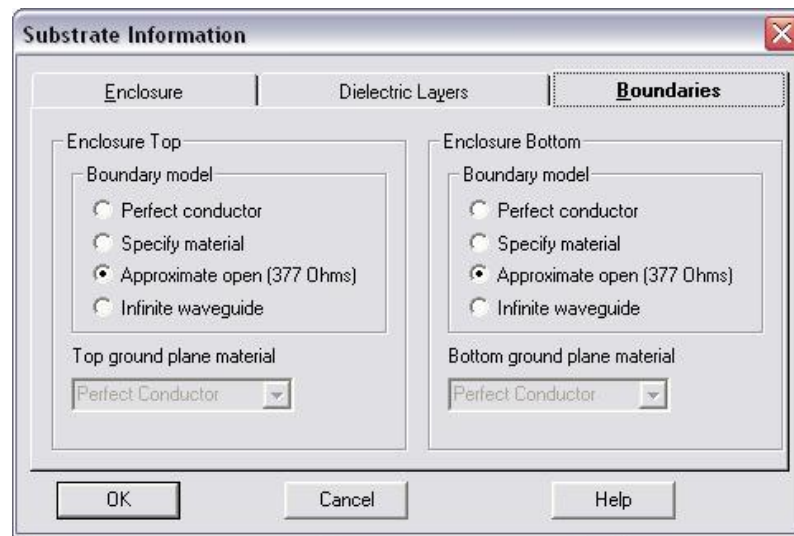 Substrate Information
Enclosure
Dielectric Layers
Boundaries
Enclosure Top
Boundary model
Perfect conductor
Specify material
Approximate open (377 Ohms)
Infinite waveguide
Top ground plane material
Perfect Conductor
Enclosure Bottom
Boundary model
Perfect conductor
Specify material
Approximate open (377 Ohms)
Infinite waveguide
Bottom ground plane material
Perfect Conductor
OK
Cancel
Help